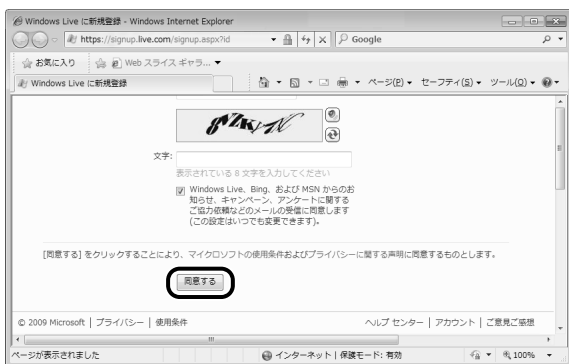 Windows Live に新規登録 - Windows Internet Explorer
https://signup.live.com/signup.aspx?id
Google
お気に入り Web スライス ギャラ...
Windows Live に新規登録 ページ(P) セーフティ(S) ツール(O)
文字:
表示されている 8 文字を入力してください
Windows Live、Bing、および MSN からのお
知らせ、キャンペーン、アンケートに関する
ご協力依頼などのメールの受信に同意します
(この設定はいつでも変更できます)。
[同意する] をクリックすることにより、マイクロソフトの使用条件およびプライバシーに関する声明に同意するものとします。
同意する
© 2009 Microsoft | プライバシー | 使用条件 ヘルプ センター | アカウント | ご意見ご感想
ページが表示されました インターネット | 保護モード: 有効 100%